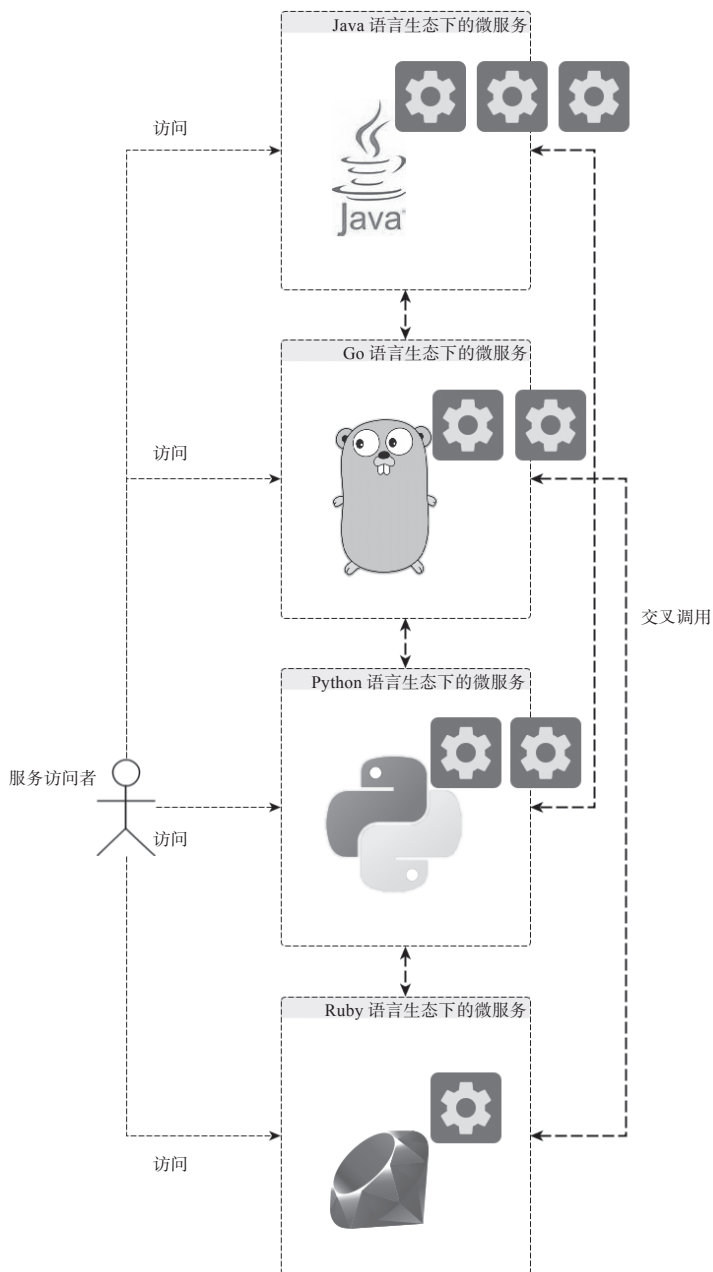 Java 语言生态下的微服务
访问
Java
Go 语言生态下的微服务
访问
交叉调用
Python 语言生态下的微服务
服务访问者
访问
Ruby 语言生态下的微服务
访问